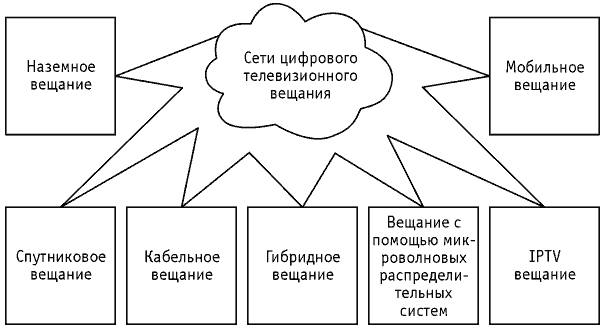 Наземное
вещание
Сети цифрового
телевизионного
вещания
Мобильное
вещание
Спутниковое
вещание
Кабельное
вещание
Гибридное
вещание
Вещание с
помощью мик-
роволновых
распредели-
тельных
систем
IPTV
вещание